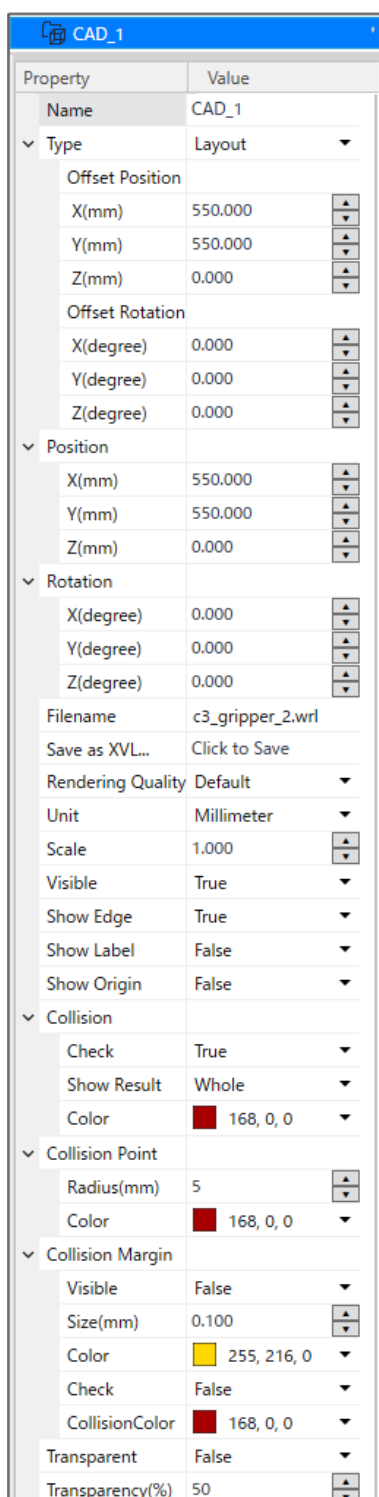 CAD_1
Property Value
Name CAD_1
Type Layout
Offset Position
X(mm) 550.000
Y(mm) 550.000
Z(mm) 0.000
Offset Rotation
X(degree) 0.000
Y(degree) 0.000
Z(degree) 0.000
Position
X(mm) 550.000
Y(mm) 550.000
Z(mm) 0.000
Rotation
X(degree) 0.000
Y(degree) 0.000
Z(degree) 0.000
Filename c3_gripper_2.wrl
Save as XVL... Click to Save
Rendering Quality Default
Unit Millimeter
Scale 1.000
Visible True
Show Edge True
Show Label False
Show Origin False
Collision
Check True
Show Result Whole
Color 168, 0, 0
Collision Point
Radius(mm) 5
Color 168, 0, 0
Collision Margin
Visible False
Size(mm) 0.100
Color 255, 216, 0
Check False
CollisionColor 168, 0, 0
Transparent False
Transparency(%) 50